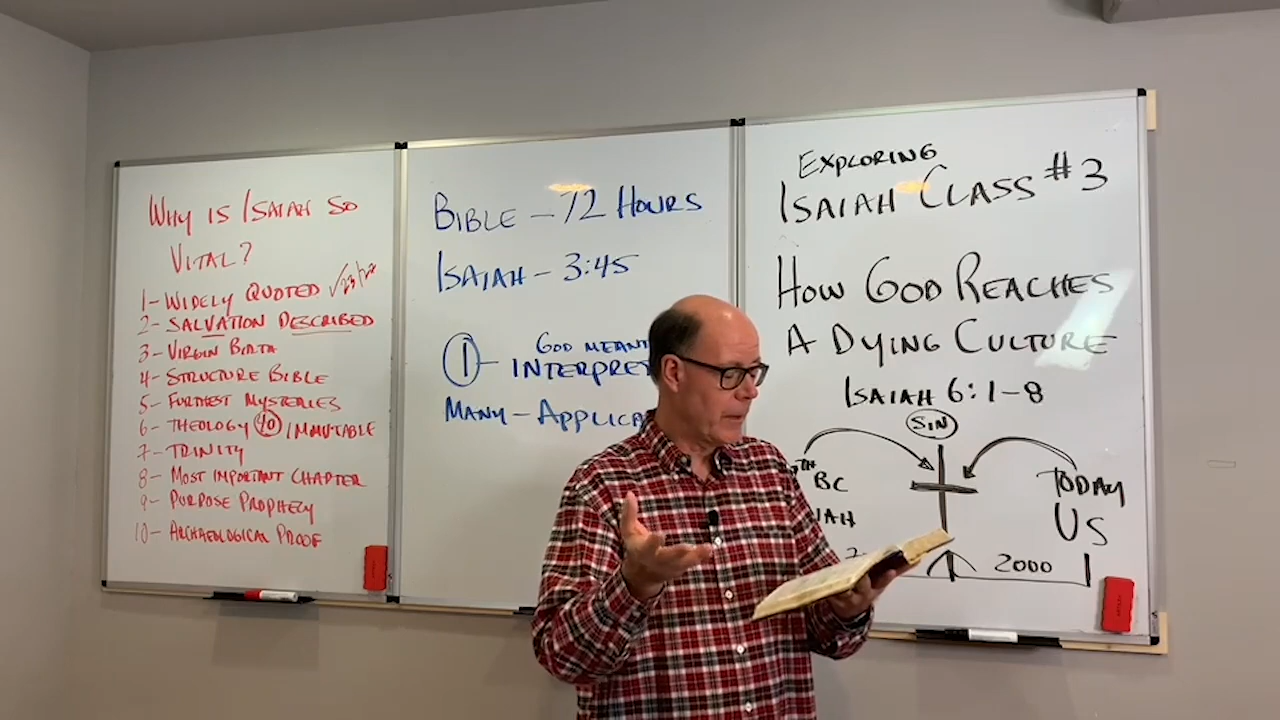 WHY IS ISAIAH SO
VITAL?
1- WIDELY QUOTED
2- SALVATION DESCRIBED
3- VIRGIN BIRTH
4- STRUCTURE BIBLE
5- FURTHEST MYSTERIES
6- THEOLOGY 40 IMMUTABLE
7- TRINITY
8- MOST IMPORTANT CHAPTER
9- PURPOSE PROPHECY
10- ARCHAEOLOGICAL PROOF
BIBLE - 72 HOURS
ISAIAH - 3:45
1 - GOD MEANT
INTERPRET
MANY - APPLICA
EXPLORING
ISAIAH CLASS #3
HOW GOD REACHES
A DYING CULTURE
ISAIAH 6:1-8
SIN
TH BC
IAH
TODAY
US
2000